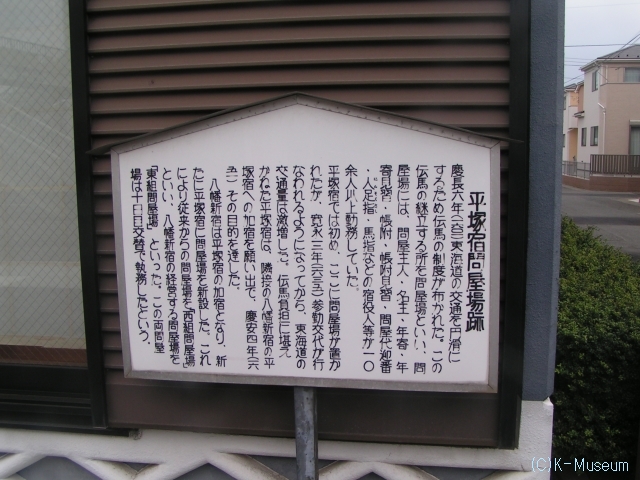 平塚宿問屋場跡
慶長六年(一六〇一)東海道の交通を円滑に
するため伝馬の制度が布かれた。この
伝馬の継立する所を問屋場といい、問
屋場には、問屋主人・名主・年寄・年
寄見習・帳附・帳附見習・問屋代迎番
・人足指・馬指などの宿役人等が一〇
余人以上勤務していた。
平塚宿では初め、ここに問屋場が置か
れたが、寛永三年(一六三五)参勤交代が行
なわれるようになってから、東海道の
交通量は激増した。伝馬負担に堪え
かねた平塚宿は、隣接の八幡新宿の平
塚宿への加宿を願い出て、慶安四年(一六
五一)その目的を達した。
八幡新宿は平塚宿の加宿となり、新
たに平塚宿に問屋場を新設した。これ
により従来からの問屋場を「西組問屋場」
といい、八幡新宿の経営する問屋場を
「東組問屋場」といった。この両問屋
場は十日目交替で執務したという。
(C)K-Museum